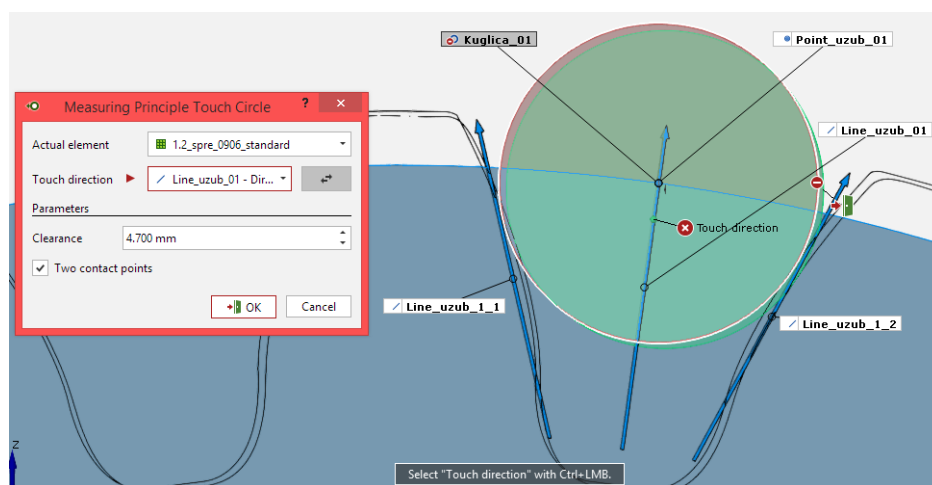 Kuglica_01
Point_uzub_01
Measuring Principle Touch Circle ? ×
Actual element 1.2_spre_0906_standard
Touch direction Line_uzub_01 - Dir...
Parameters
Clearance 4.700 mm
Two contact points
OK Cancel
Line_uzub_01
Touch direction
Line_uzub_1_1
Line_uzub_1_2
Z
Select "Touch direction" with Ctrl+LMB.